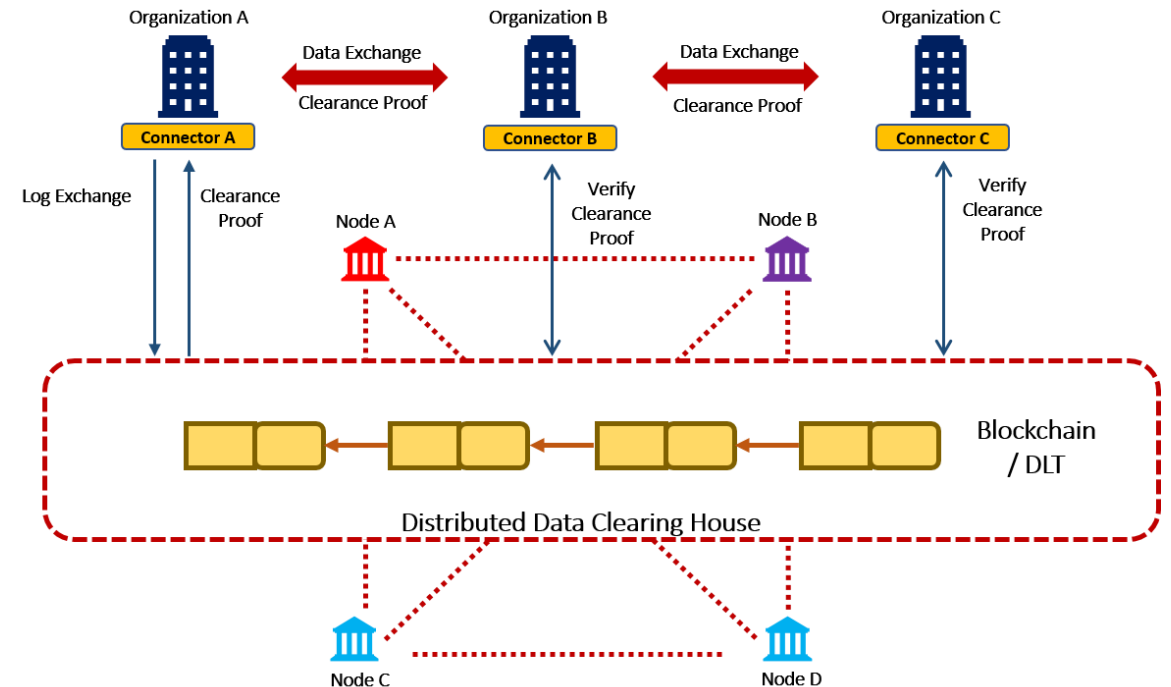 Organization A
Organization B
Organization C
Data Exchange
Clearance Proof
Data Exchange
Clearance Proof
Connector A
Connector B
Connector C
Log Exchange
Clearance
Proof
Verify
Clearance
Proof
Verify
Clearance
Proof
Node A
Node B
Blockchain
/ DLT
Distributed Data Clearing House
Node C
Node D